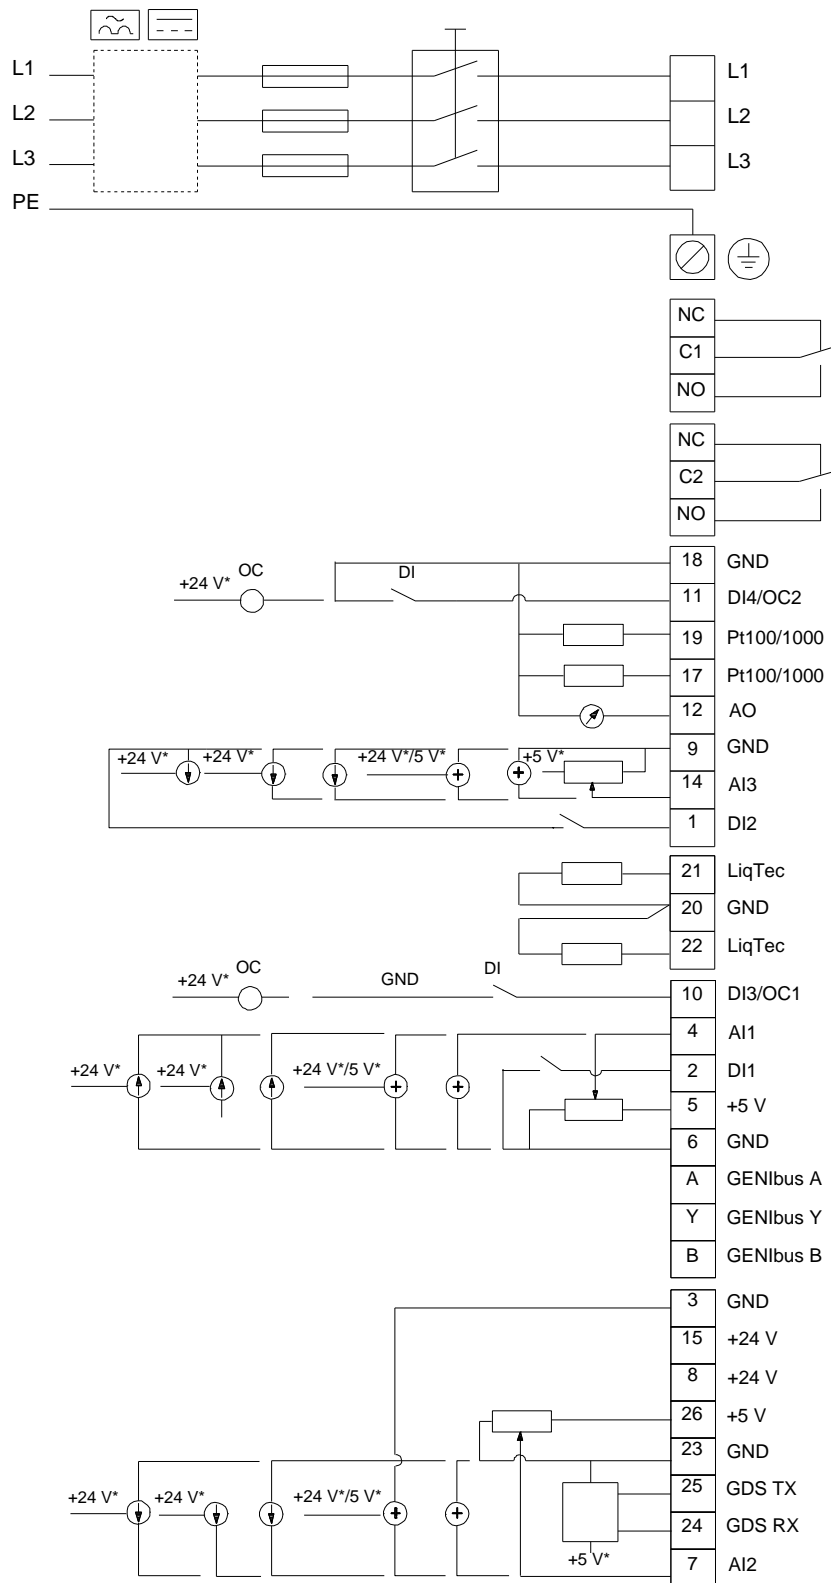 L1 L1
L2 L2
L3 L3
PE
NC
C1
NO
NC
C2
NO
18 GND
+24 V* OC DI 11 DI4/OC2
19 Pt100/1000
17 Pt100/1000
12 AO
9 GND
+24 V* +24 V* +24 V*/5 V* +5 V*
14 AI3
1 DI2
21 LiqTec
20 GND
22 LiqTec
+24 V* OC GND DI 10 DI3/OC1
4 AI1
+24 V* +24 V* +24 V*/5 V* 2 DI1
5 +5 V
6 GND
A GENIbus A
Y GENIbus Y
B GENIbus B
3 GND
15 +24 V
8 +24 V
26 +5 V
23 GND
25 GDS TX
+24 V* +24 V* +24 V*/5 V*
24 GDS RX
+5 V*
7 AI2